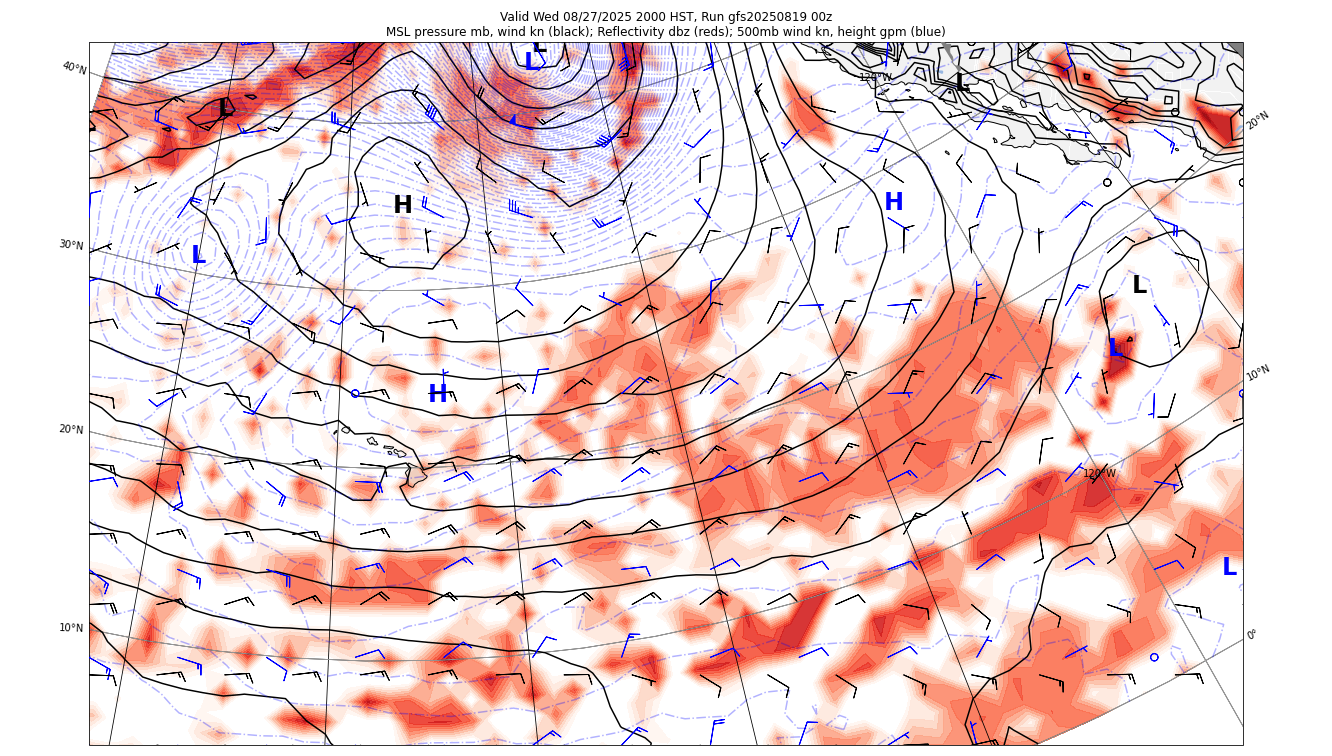 Valid Wed 08/27/2025 2000 HST, Run gfs20250819 00z
MSL pressure mb, wind kn (black); Reflectivity dbz (reds); 500mb wind kn, height gpm (blue)
L
L
40°N
120°W
L
20°N
L
H
H
30°N
L
L
L
10°N
H
20°N
120°W
L
10°N
0°